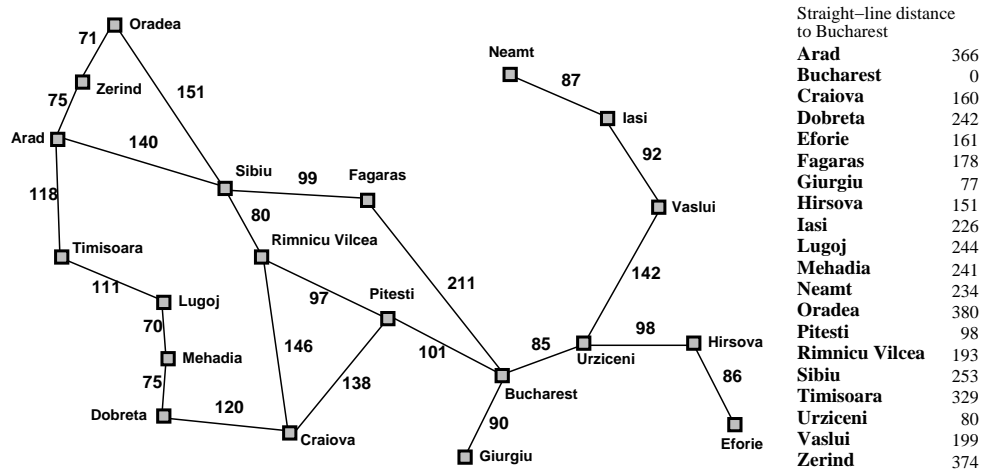 Oradea
71
Neamt
87
Zerind
75
151
Iasi
Arad
140
92
Sibiu
99
Fagaras
118
80
Vaslui
Rimnicu Vilcea
Timisoara
111
211
142
Lugoj
97
Pitesti
70
98
Hirsova
146
101
85
Urziceni
Mehadia
75
138
86
Bucharest
120
90
Dobreta
Craiova
Eforie
Giurgiu
Straight–line distance
to Bucharest
Arad 366
Bucharest 0
Craiova 160
Dobreta 242
Eforie 161
Fagaras 178
Giurgiu 77
Hirsova 151
Iasi 226
Lugoj 244
Mehadia 241
Neamt 234
Oradea 380
Pitesti 98
Rimnicu Vilcea 193
Sibiu 253
Timisoara 329
Urziceni 80
Vaslui 199
Zerind 374